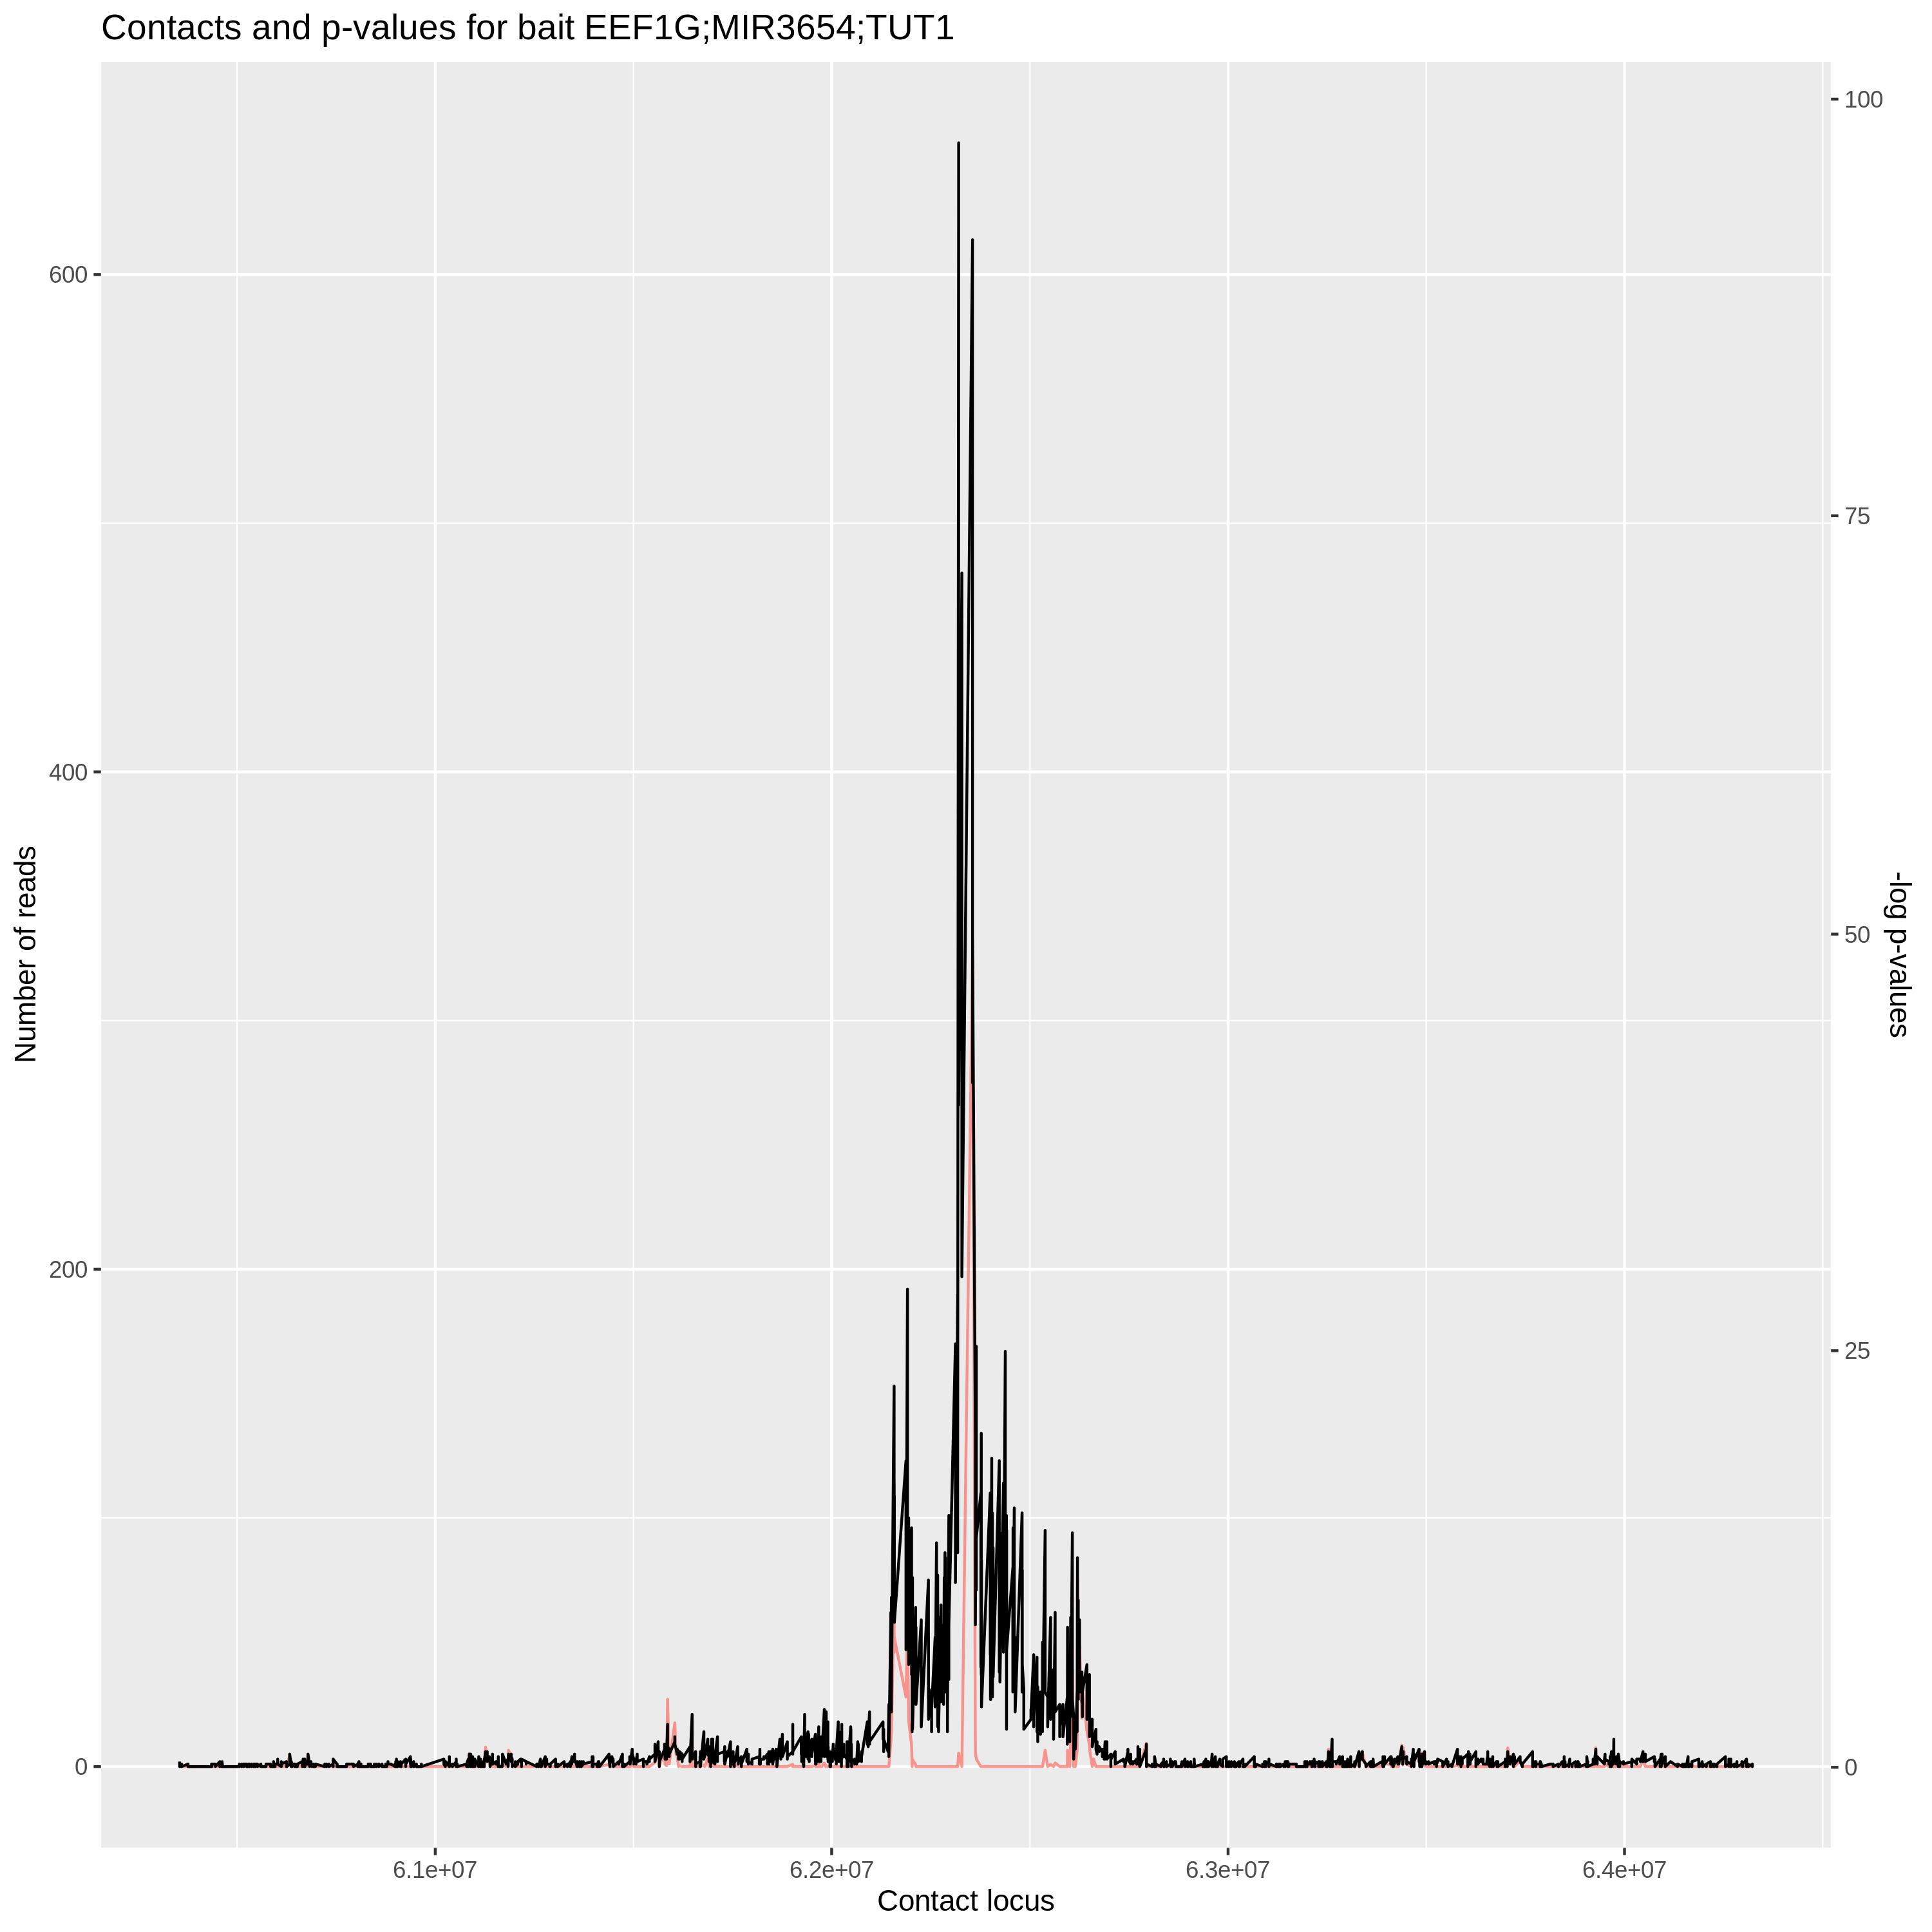 Contacts and p-values for bait EEF1G;MIR3654;TUT1
100
600
75
400
50
Number of reads
-log p-values
200
25
0
0
6.1e+07
6.2e+07
6.3e+07
6.4e+07
Contact locus